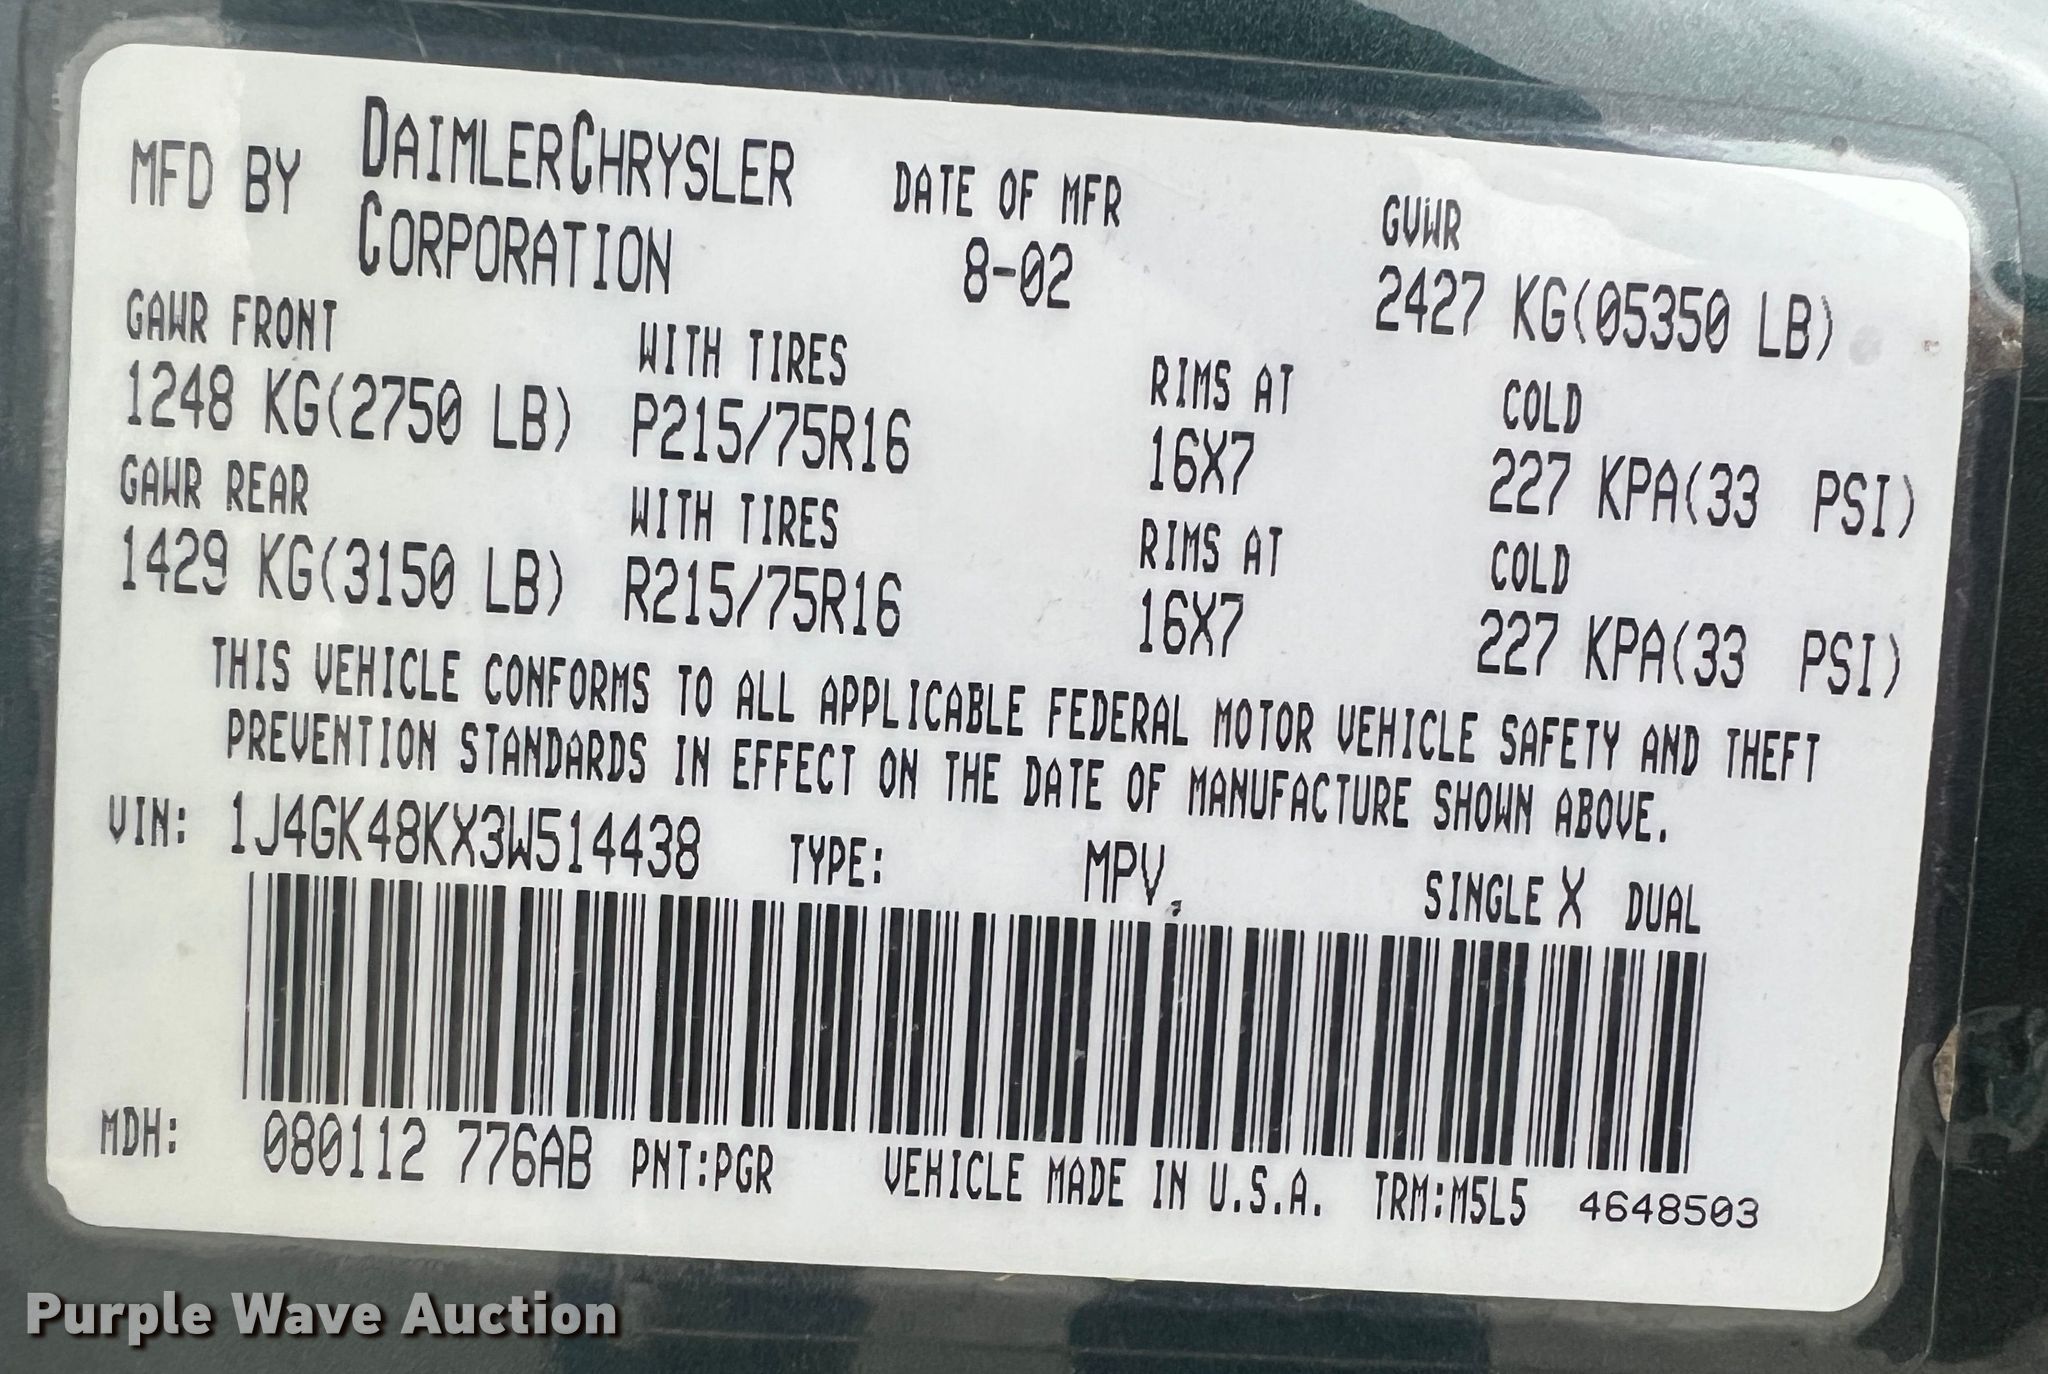 MFD BY DAIMLERCHRYSLER CORPORATION DATE OF MFR 8-02 GVWR
2427 KG(05350 LB)
GAWR FRONT WITH TIRES RIMS AT COLD
1248 KG(2750 LB) P215/75R16 16X7 227 KPA(33 PSI)
GAWR REAR WITH TIRES RIMS AT COLD
1429 KG(3150 LB) R215/75R16 16X7 227 KPA(33 PSI)
THIS VEHICLE CONFORMS TO ALL APPLICABLE FEDERAL MOTOR VEHICLE SAFETY AND THEFT
PREVENTION STANDARDS IN EFFECT ON THE DATE OF MANUFACTURE SHOWN ABOVE.
VIN: 1J4GK48KX3W514438 TYPE: MPV. SINGLE X DUAL
MDH: 080112 776AB PNT:PGR VEHICLE MADE IN U.S.A. TRM:M5L5 4648503
Purple Wave Auction